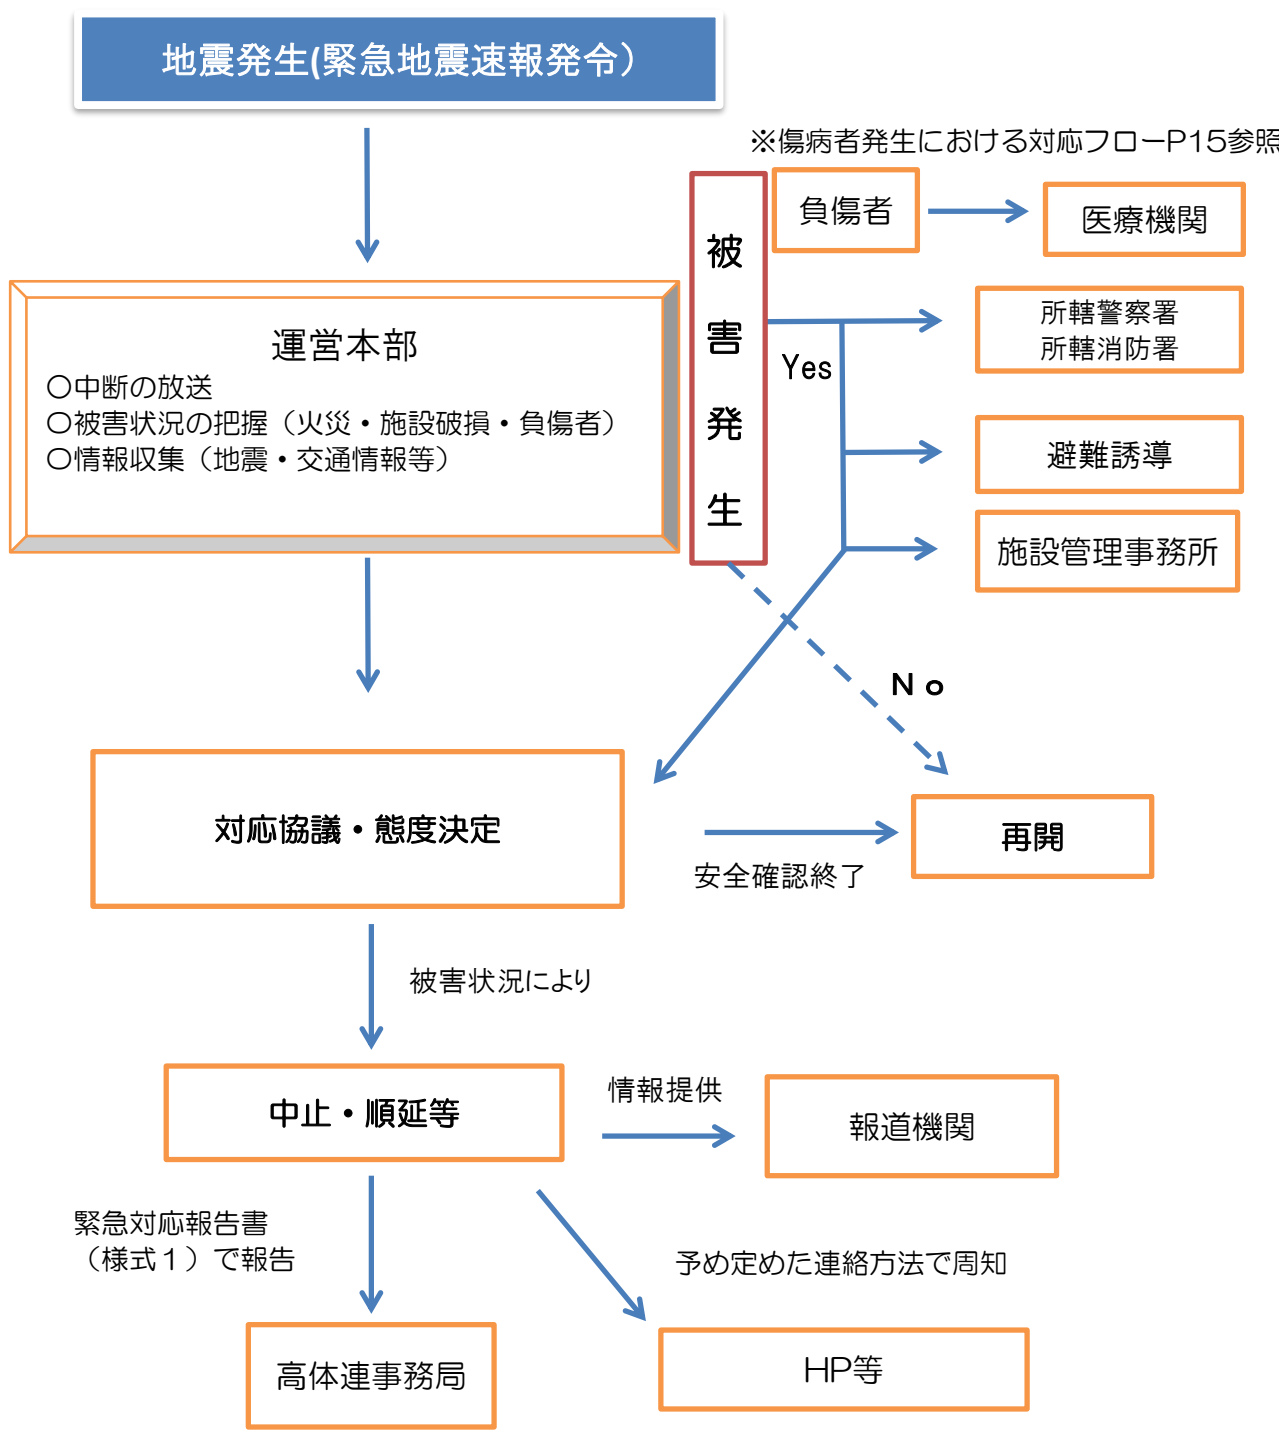 地震発生(緊急地震速報発令）
※傷病者発生における対応フローP15参照
負傷者
医療機関
被害発生
所轄警察署
所轄消防署
Yes
運営本部
〇中断の放送
〇被害状況の把握（火災・施設破損・負傷者）
〇情報収集（地震・交通情報等）
避難誘導
施設管理事務所
Ｎｏ
対応協議・態度決定
再開
安全確認終了
被害状況により
中止・順延等
情報提供
報道機関
緊急対応報告書
（様式１）で報告
予め定めた連絡方法で周知
高体連事務局
HP等